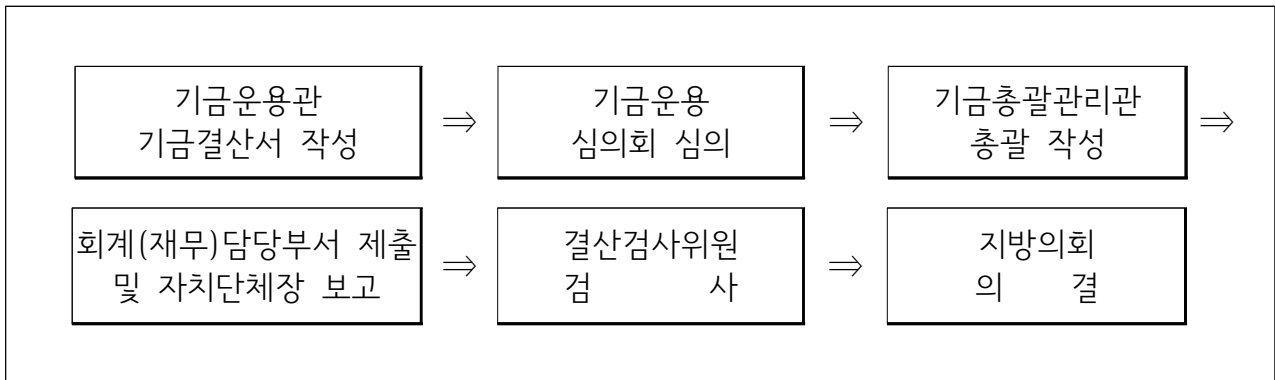 기금운용관
기금결산서 작성
⇒
기금운용
심의회 심의
⇒
기금총괄관리관
총괄 작성
⇒
회계(재무)담당부서 제출
및 자치단체장 보고
⇒
결산검사위원
검 사
⇒
지방의회
의 결